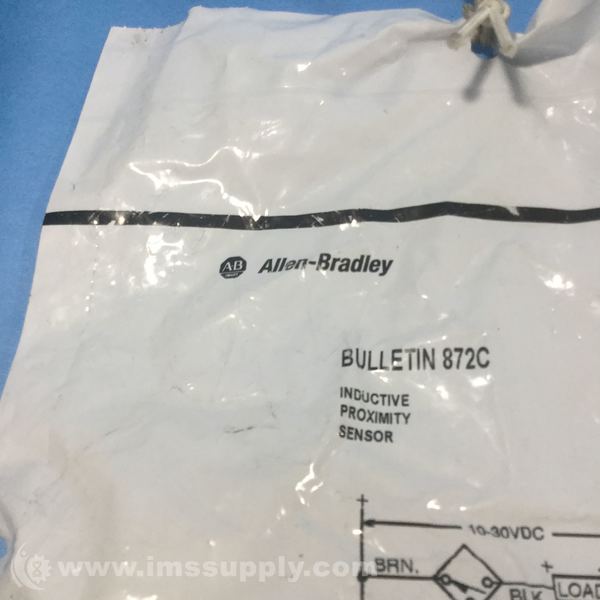 AB Allen-Bradley
BULLETIN 872C
INDUCTIVE
PROXIMITY
SENSOR
+
10-30VDC
BRN.
+
BLK
LOAD
www.imssupply.com